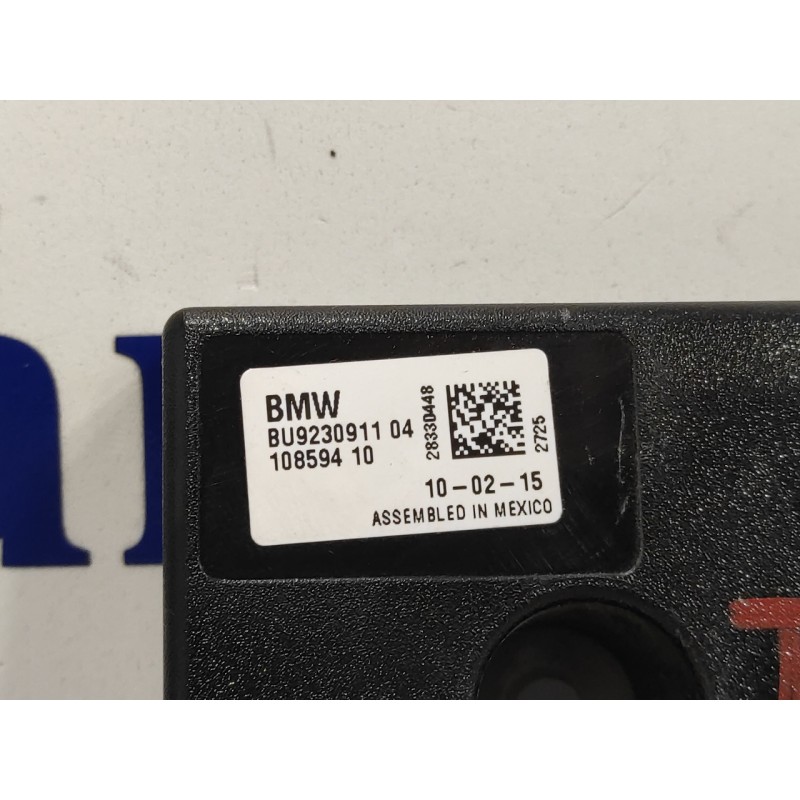 BMW
BU9230911 04
108594 10
28330448
2725
10-02-15
ASSEMBLED IN MEXICO